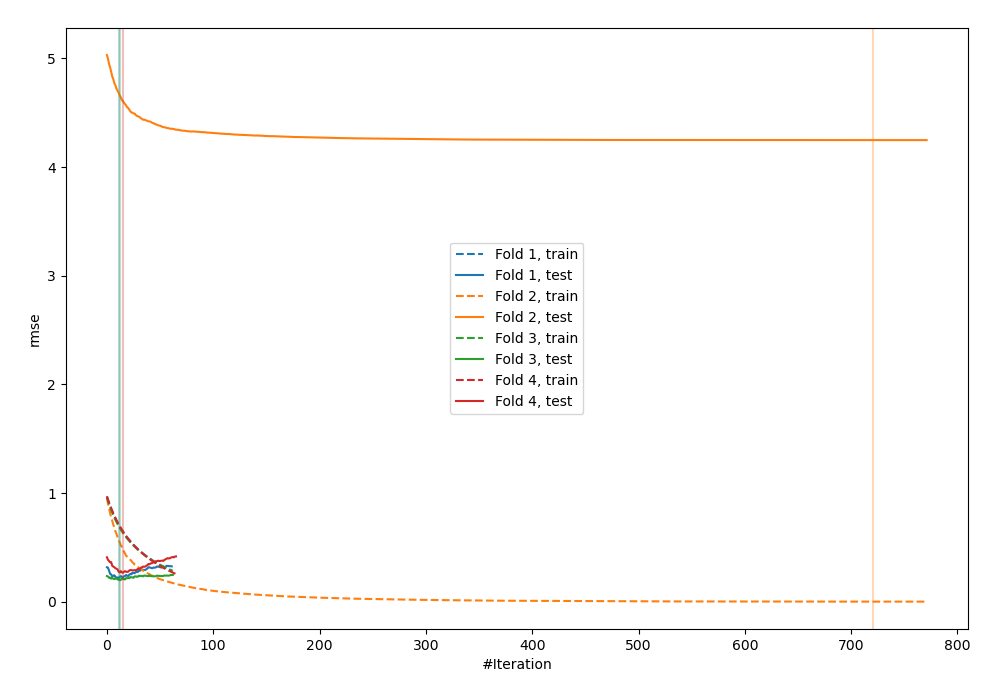 5
4
3
2
1
0
rmse
Fold 1, train
Fold 1, test
Fold 2, train
Fold 2, test
Fold 3, train
Fold 3, test
Fold 4, train
Fold 4, test
0 100 200 300 400 500 600 700 800
#Iteration